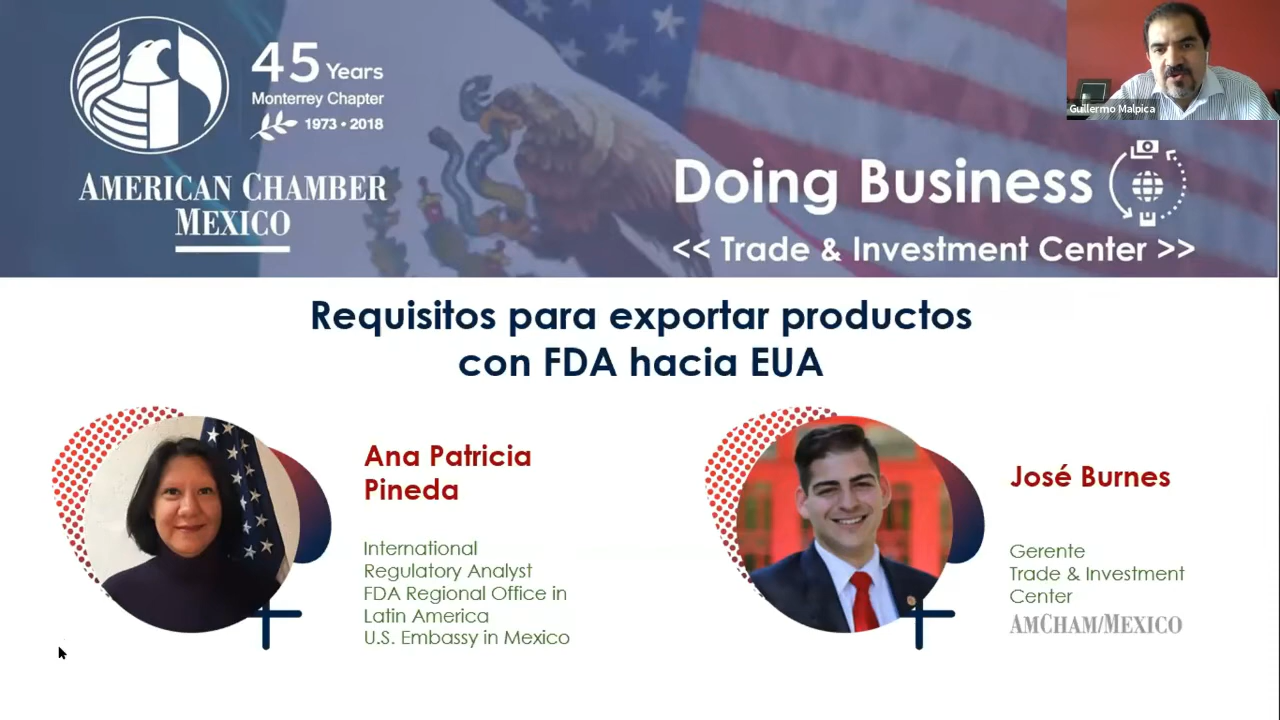 45 Years
Monterrey Chapter
1973 • 2018
AMERICAN CHAMBER
MEXICO
Guillermo Malpica
Doing Business
<< Trade & Investment Center >>
Requisitos para exportar productos
con FDA hacia EUA
Ana Patricia
Pineda
International
Regulatory Analyst
FDA Regional Office in
Latin America
U.S. Embassy in Mexico
José Burnes
Gerente
Trade & Investment
Center
AMCHAM/MEXICO